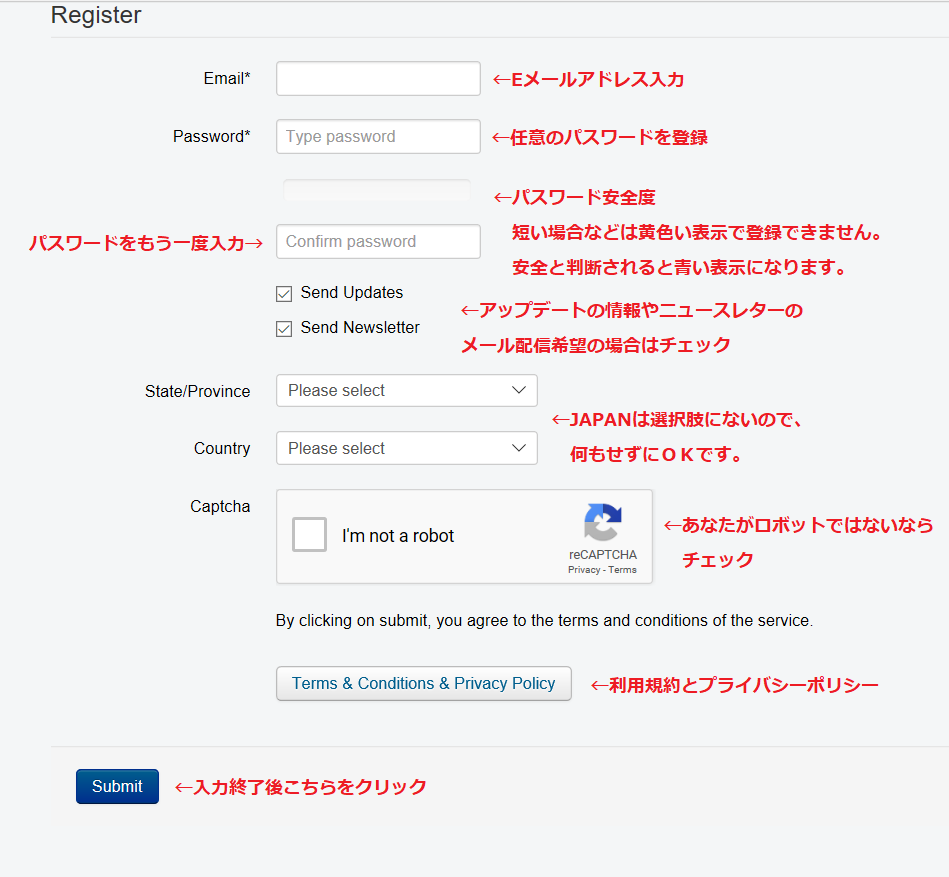 Register
Email*
←Eメールアドレス入力
Password*
Type password
←任意のパスワードを登録
←パスワード安全度
パスワードをもう一度入力→
Confirm password
短い場合などは黄色い表示で登録できません。
安全と判断されると青い表示になります。
Send Updates
Send Newsletter
←アップデートの情報やニュースレターの
メール配信希望の場合はチェック
State/Province
Please select
Country
Please select
←JAPANは選択肢にないので、
何もせずにＯＫです。
Captcha
I'm not a robot
reCAPTCHA
Privacy - Terms
←あなたがロボットではないなら
チェック
By clicking on submit, you agree to the terms and conditions of the service.
Terms & Conditions & Privacy Policy
←利用規約とプライバシーポリシー
Submit
←入力終了後こちらをクリック